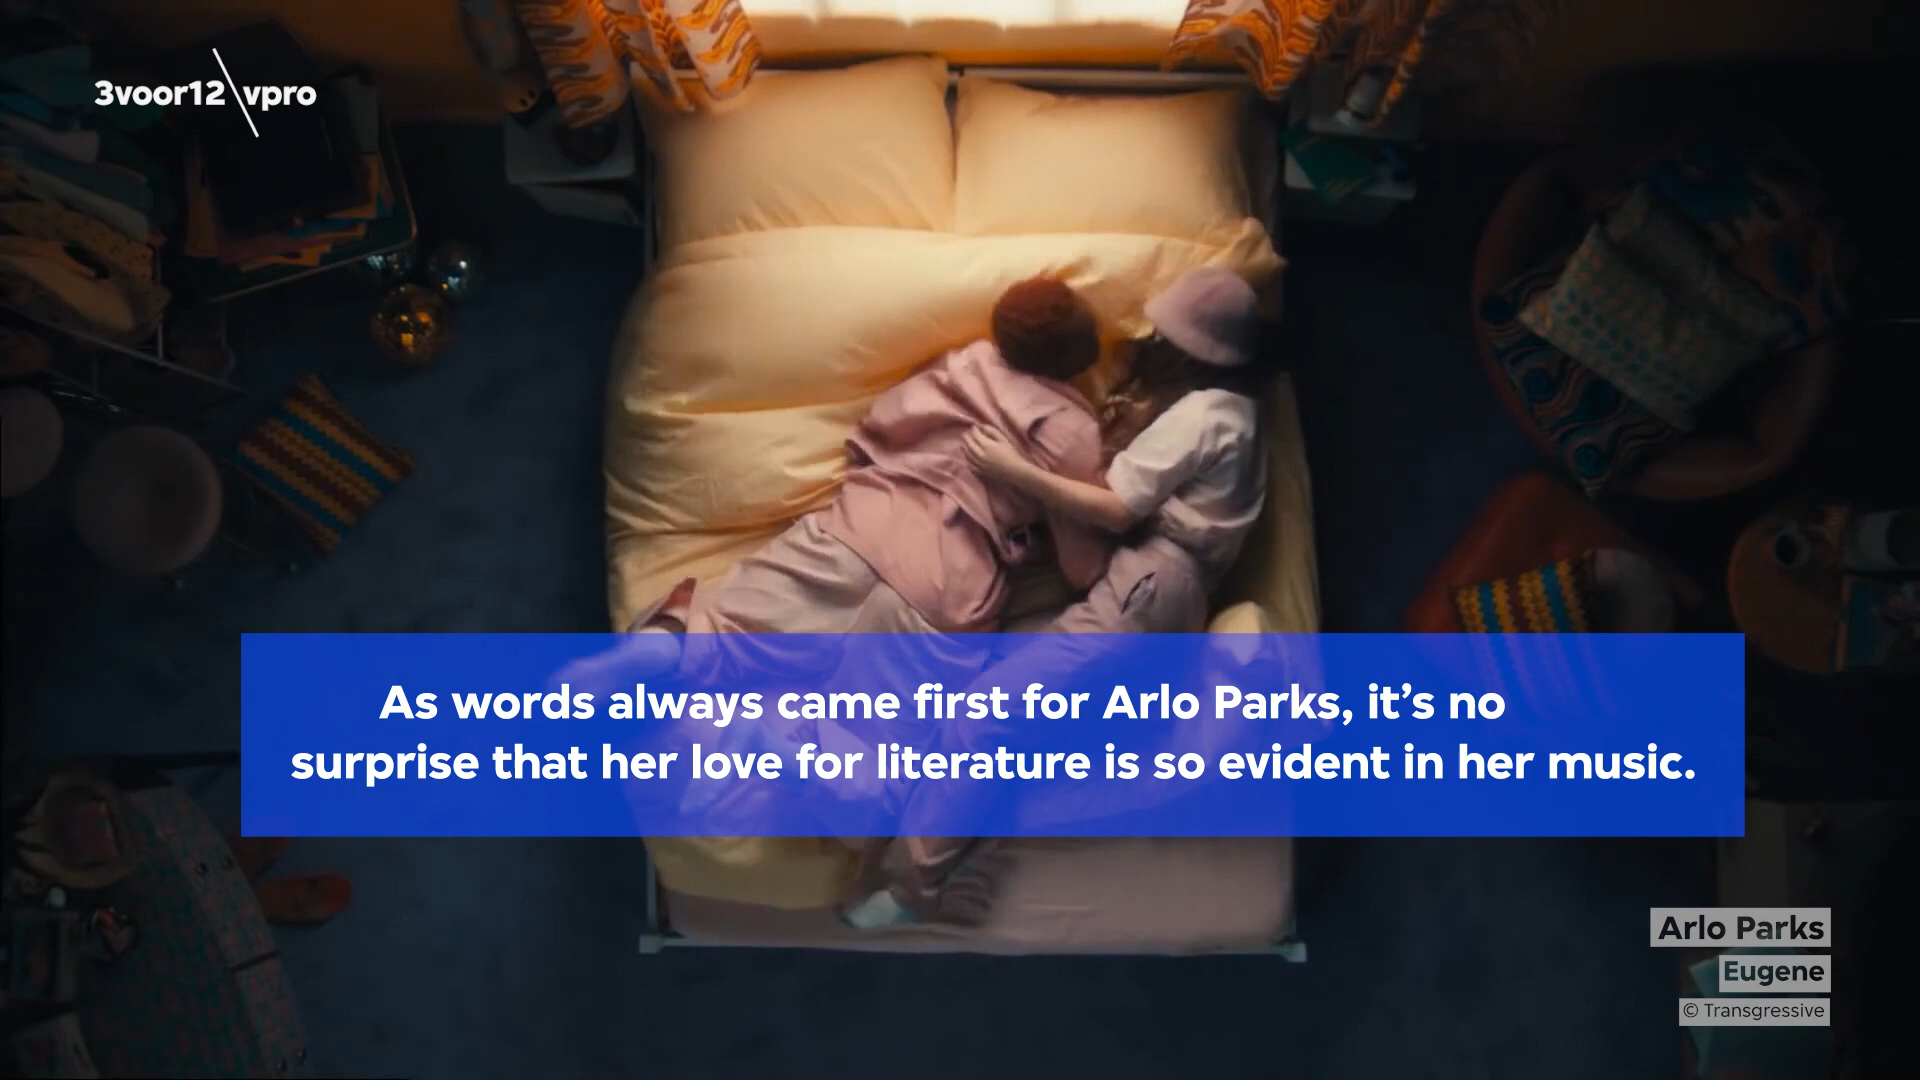 3voor12\vpro
As words always came first for Arlo Parks, it’s no
surprise that her love for literature is so evident in her music.
Arlo Parks
Eugene
© Transgressive